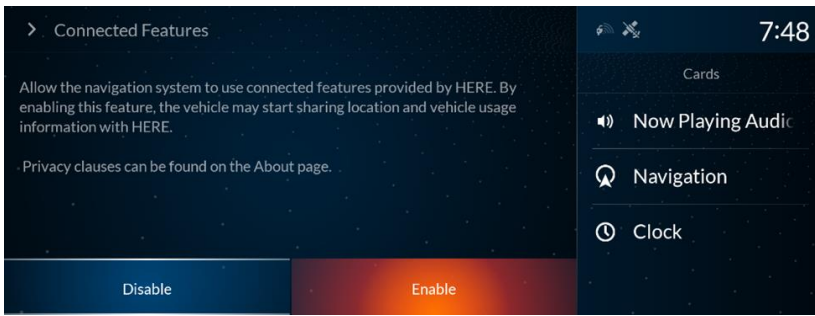 Connected Features
Allow the navigation system to use connected features provided by HERE. By
enabling this feature, the vehicle may start sharing location and vehicle usage
information with HERE.
Privacy clauses can be found on the About page.
Disable
Enable
7:48
Cards
Now Playing Audic
Navigation
Clock